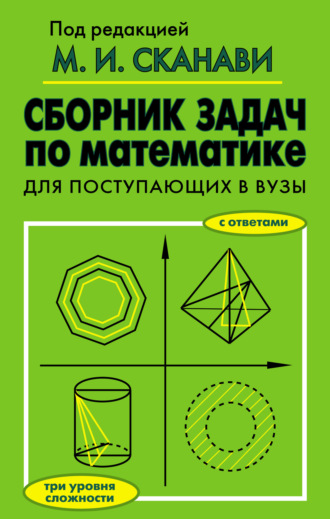 Под редакцией
М. И. СКАНАВИ
СБОРНИК ЗАДАЧ
ПО МАТЕМАТИКЕ
ДЛЯ ПОСТУПАЮЩИХ В ВУЗЫ
с ответами
три уровня
сложности